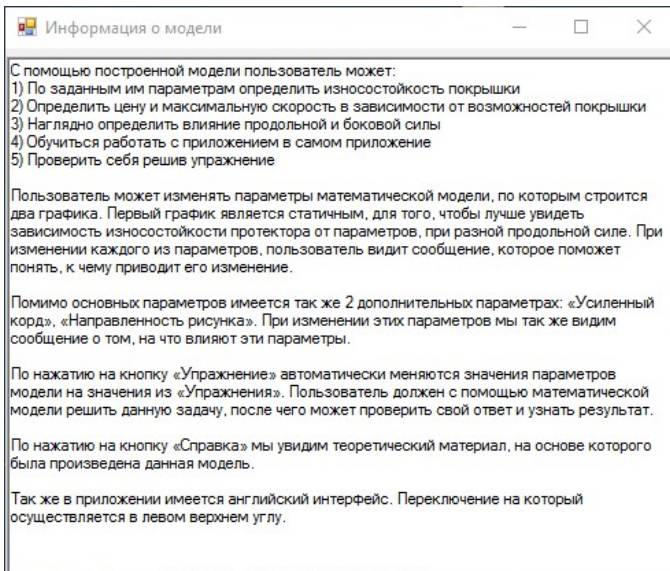 Информация о модели
С помощью построенной модели пользователь может:
1) По заданным им параметрам определить износостойкость покрышки
2) Определить цену и максимальную скорость в зависимости от возможностей покрышки
3) Наглядно определить влияние продольной и боковой силы
4) Обучиться работать с приложением в самом приложение
5) Проверить себя решив упражнение
Пользователь может изменять параметры математической модели, по которым строится
два графика. Первый график является статичным, для того, чтобы лучше увидеть
зависимость износостойкости протектора от параметров, при разной продольной силе. При
изменении каждого из параметров, пользователь видит сообщение, которое поможет
понять, к чему приводит его изменение.
Помимо основных параметров имеется так же 2 дополнительных параметрах: «Усиленный
корд», «Направленность рисунка». При изменении этих параметров мы так же видим
сообщение о том, на что влияют эти параметры.
По нажатию на кнопку «Упражнение» автоматически меняются значения параметров
модели на значения из «Упражнения». Пользователь должен с помощью математической
модели решить данную задачу, после чего может проверить свой ответ и узнать результат.
По нажатию на кнопку «Справка» мы увидим теоретический материал, на основе которого
была произведена данная модель.
Так же в приложении имеется английский интерфейс. Переключение на который
осуществляется в левом верхнем углу.